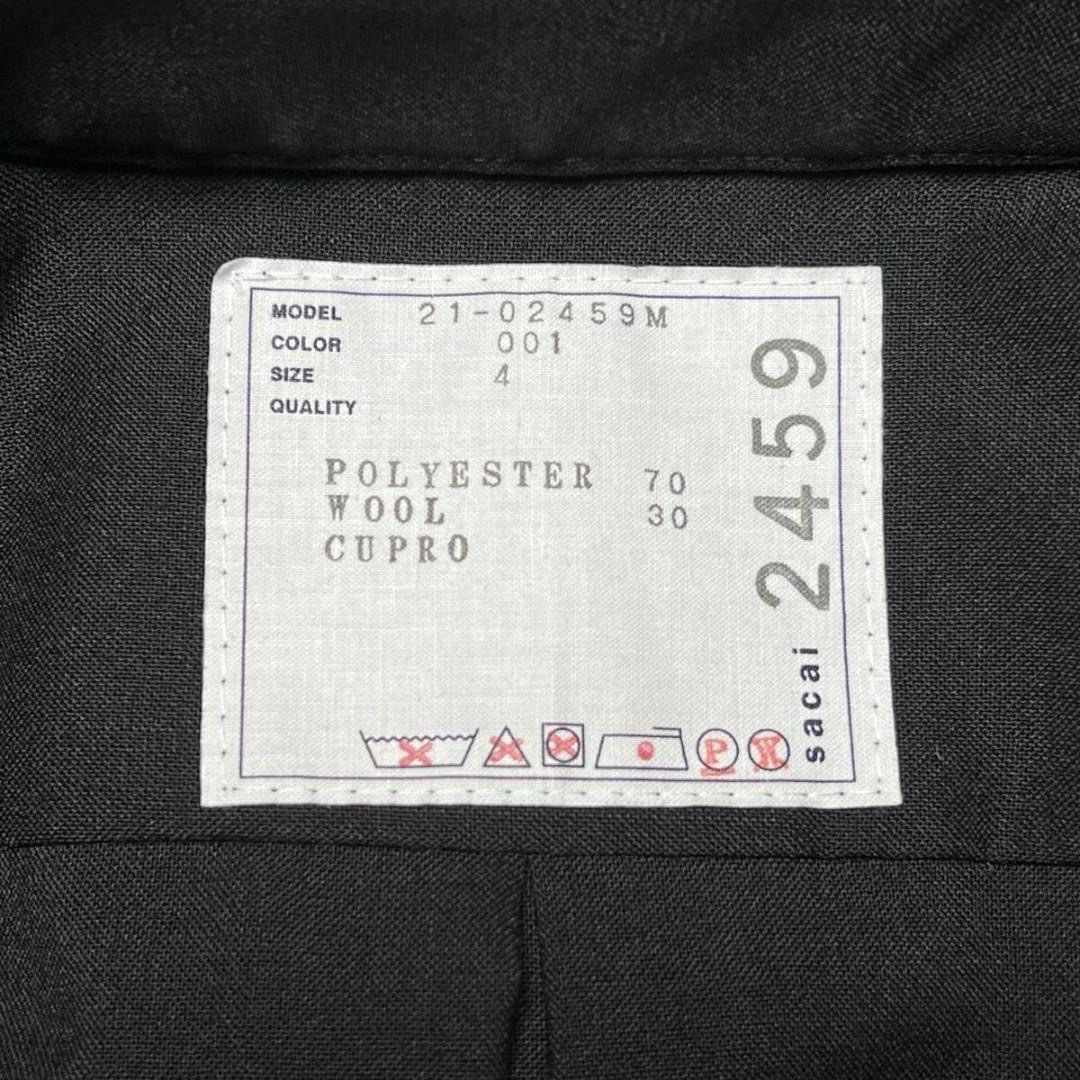 MODEL 21-02459M
COLOR 001
SIZE 4
QUALITY
POLYESTER 70
WOOL 30
CUPRO
P
W
sacai 2459